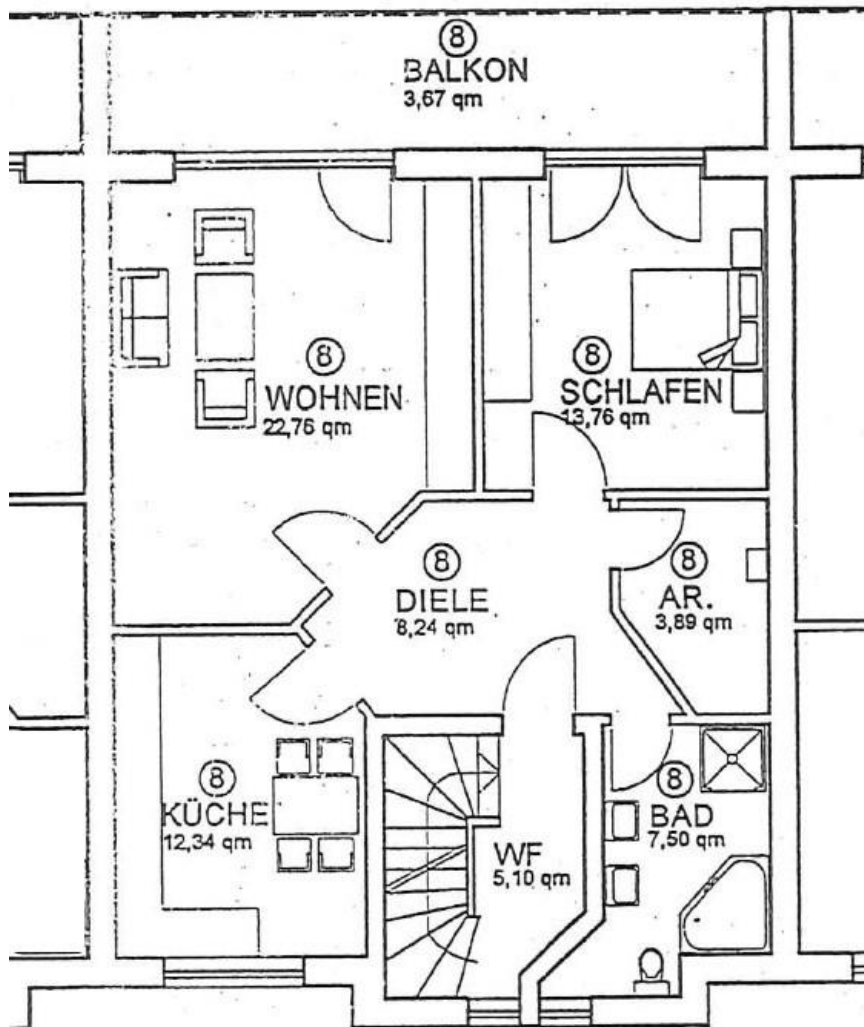 8
BALKON
3,67 qm
8
WOHNEN
22,76 qm
8
SCHLAFEN
13,76 qm
8
DIELE
8,24 qm
8
AR.
3,89 qm
8
KÜCHE
12,34 qm
WF
5,10 qm
8
BAD
7,50 qm